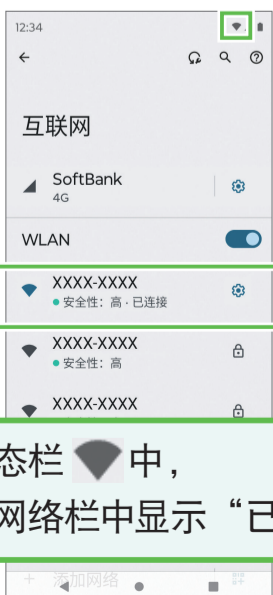 12:34
互联网
SoftBank
4G
WLAN
XXXX-XXXX
安全性：高 · 已连接
XXXX-XXXX
安全性：高
XXXX-XXXX
态栏 中，
网络栏中显示“已
+ 添加网络